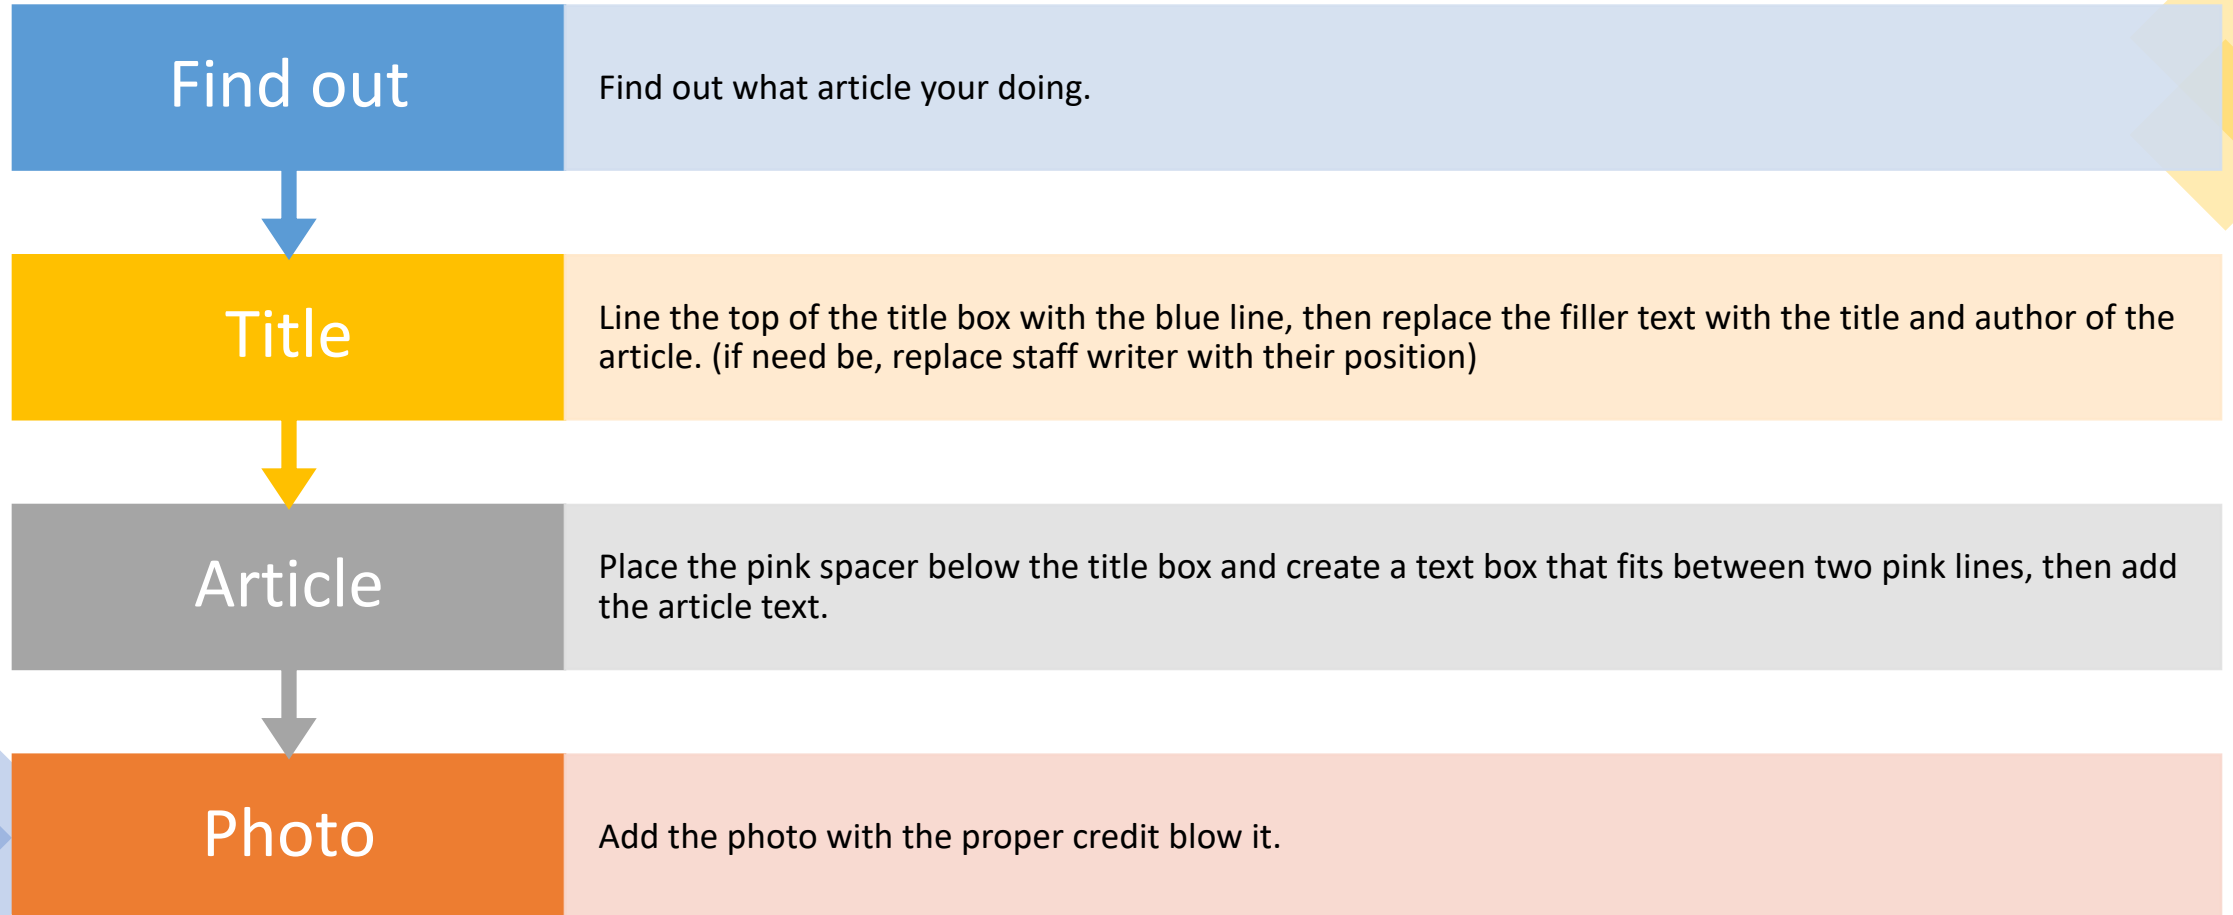 Find out
Find out what article your doing.
Title
Line the top of the title box with the blue line, then replace the filler text with the title and author of the
article. (if need be, replace staff writer with their position)
Article
Place the pink spacer below the title box and create a text box that fits between two pink lines, then add
the article text.
Photo
Add the photo with the proper credit blow it.